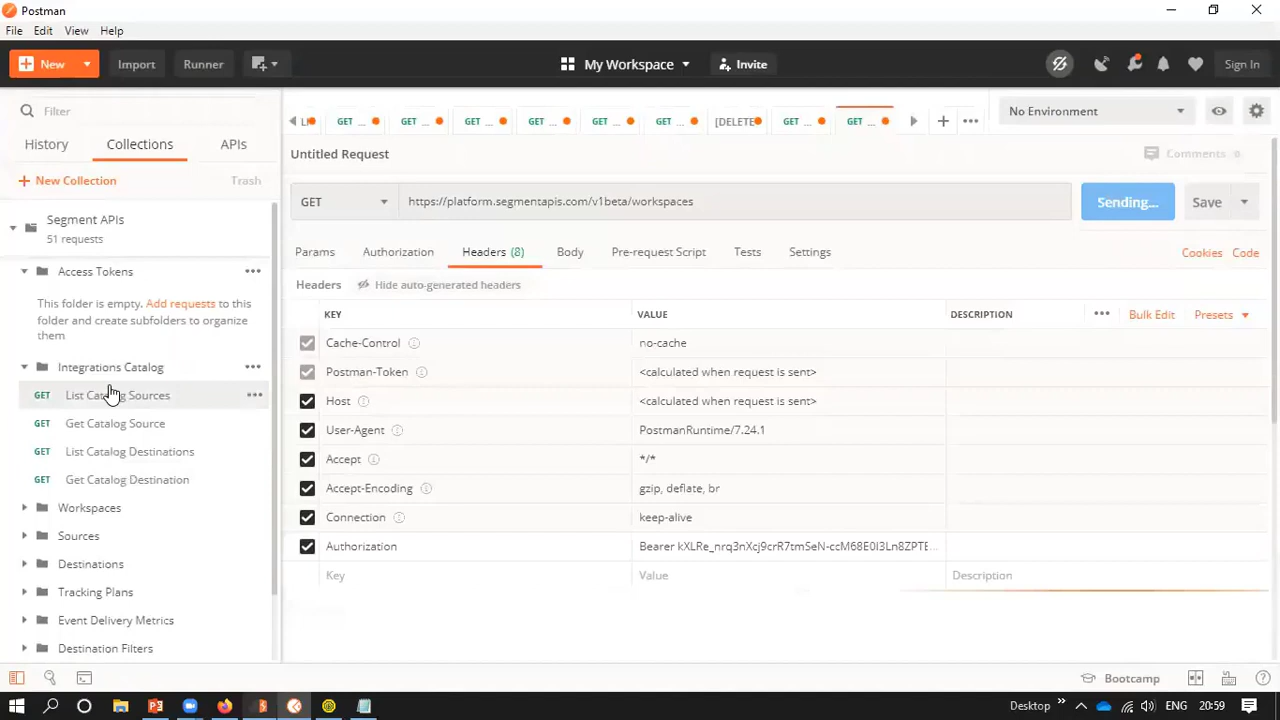 Postman
File Edit View Help
New Import Runner My Workspace Invite Sign In
Filter
No Environment
GET ... GET ... GET ... GET ... GET ... GET ... [DELETE GET ... GET ...
History Collections APIs
Untitled Request Comments 0
New Collection Trash
GET https://platform.segmentapis.com/v1beta/workspaces Sending... Save
Segment APIs
51 requests
Params Authorization Headers (8) Body Pre-request Script Tests Settings Cookies Code
Access Tokens
Headers Hide auto-generated headers
This folder is empty. Add requests to this
folder and create subfolders to organize
them
KEY VALUE DESCRIPTION Bulk Edit Presets
Cache-Control no-cache
Integrations Catalog
Postman-Token <calculated when request is sent>
GET List Catalog Sources
Host <calculated when request is sent>
GET Get Catalog Source
User-Agent PostmanRuntime/7.24.1
GET List Catalog Destinations
Accept */*
GET Get Catalog Destination
Accept-Encoding gzip, deflate, br
Workspaces
Connection keep-alive
Sources
Authorization Bearer
Destinations
Key Value Description
Tracking Plans
Event Delivery Metrics
Destination Filters
Bootcamp
Desktop ENG 20:59